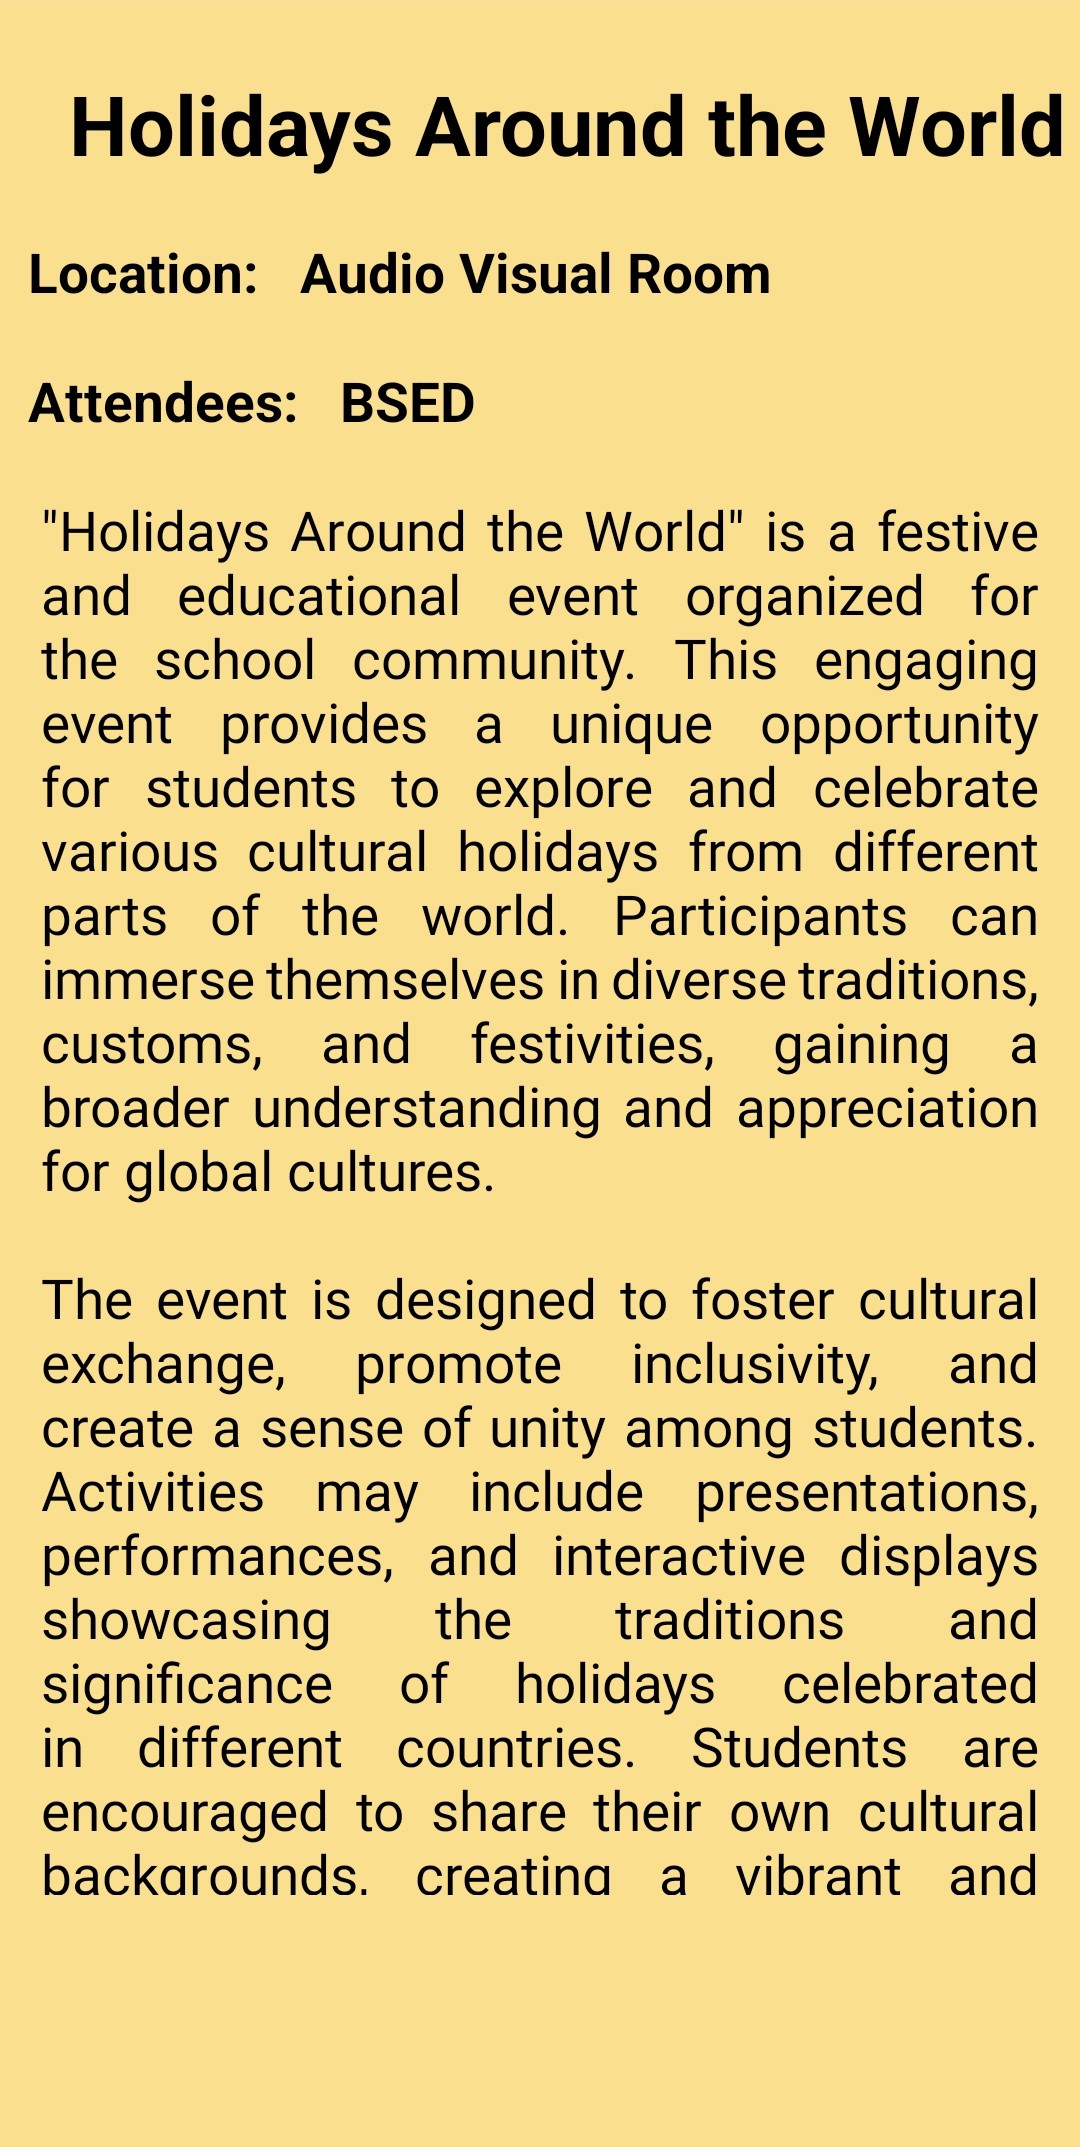 Holidays Around the World
Location: Audio Visual Room
Attendees: BSED
"Holidays Around the World" is a festive
and educational event organized for
the school community. This engaging
event provides a unique opportunity
for students to explore and celebrate
various cultural holidays from different
parts of the world. Participants can
immerse themselves in diverse traditions,
customs, and festivities, gaining a
broader understanding and appreciation
for global cultures.
The event is designed to foster cultural
exchange, promote inclusivity, and
create a sense of unity among students.
Activities may include presentations,
performances, and interactive displays
showcasing the traditions and
significance of holidays celebrated
in different countries. Students are
encouraged to share their own cultural
backgrounds, creating a vibrant and